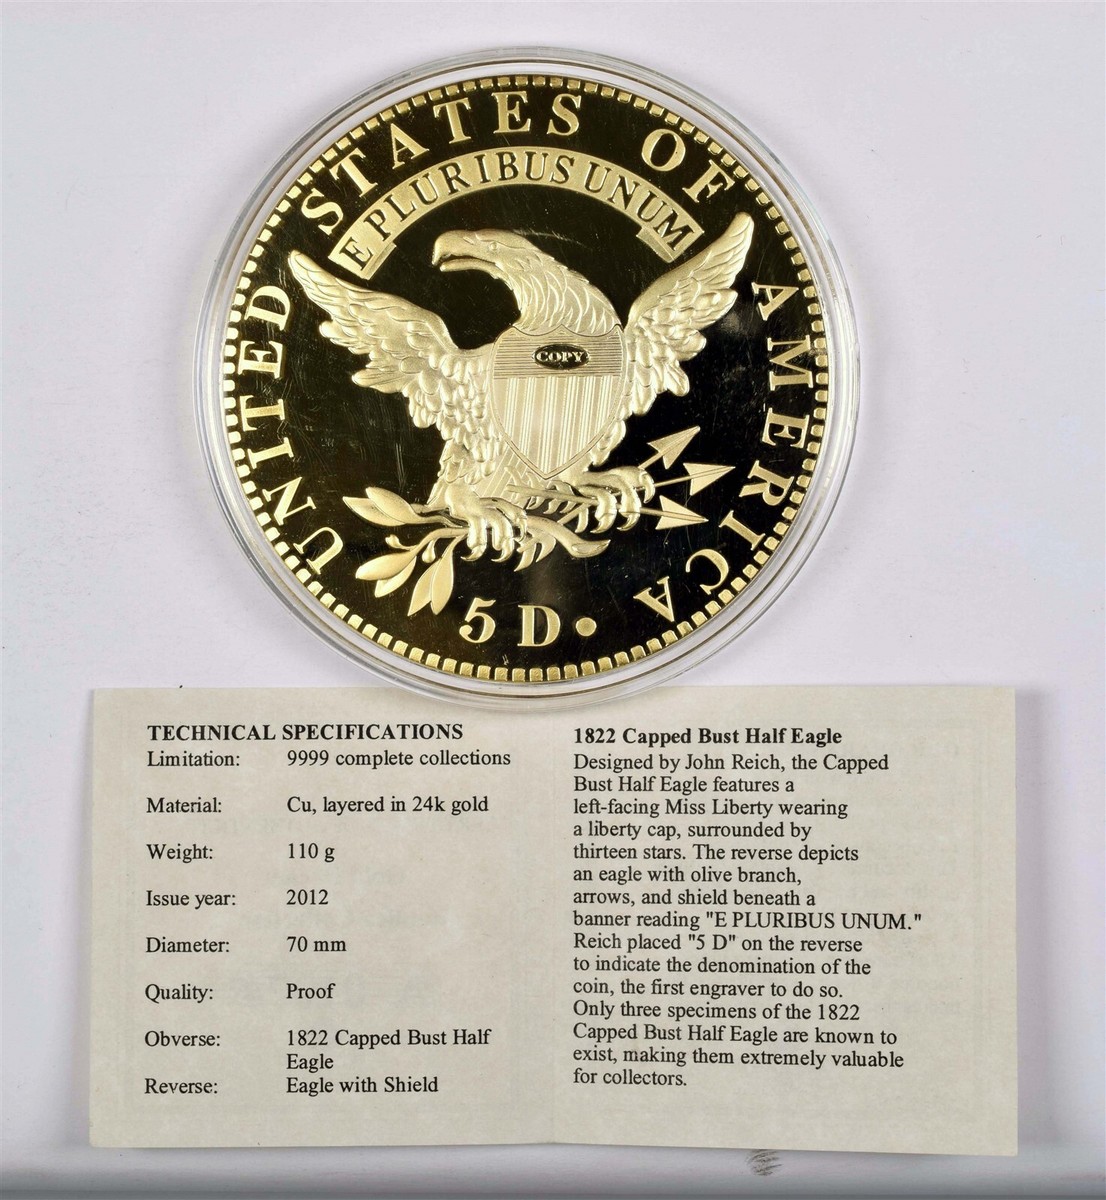 UNITED STATES OF AMERICA
E PLURIBUS UNUM
COPY
5 D.
TECHNICAL SPECIFICATIONS
Limitation: 9999 complete collections
Material: Cu, layered in 24k gold
Weight: 110 g
Issue year: 2012
Diameter: 70 mm
Quality: Proof
Obverse: 1822 Capped Bust Half
Eagle
Reverse: Eagle with Shield
1822 Capped Bust Half Eagle
Designed by John Reich, the Capped
Bust Half Eagle features a
left-facing Miss Liberty wearing
a liberty cap, surrounded by
thirteen stars. The reverse depicts
an eagle with olive branch,
arrows, and shield beneath a
banner reading "E PLURIBUS UNUM."
Reich placed "5 D" on the reverse
to indicate the denomination of the
coin, the first engraver to do so.
Only three specimens of the 1822
Capped Bust Half Eagle are known to
exist, making them extremely valuable
for collectors.